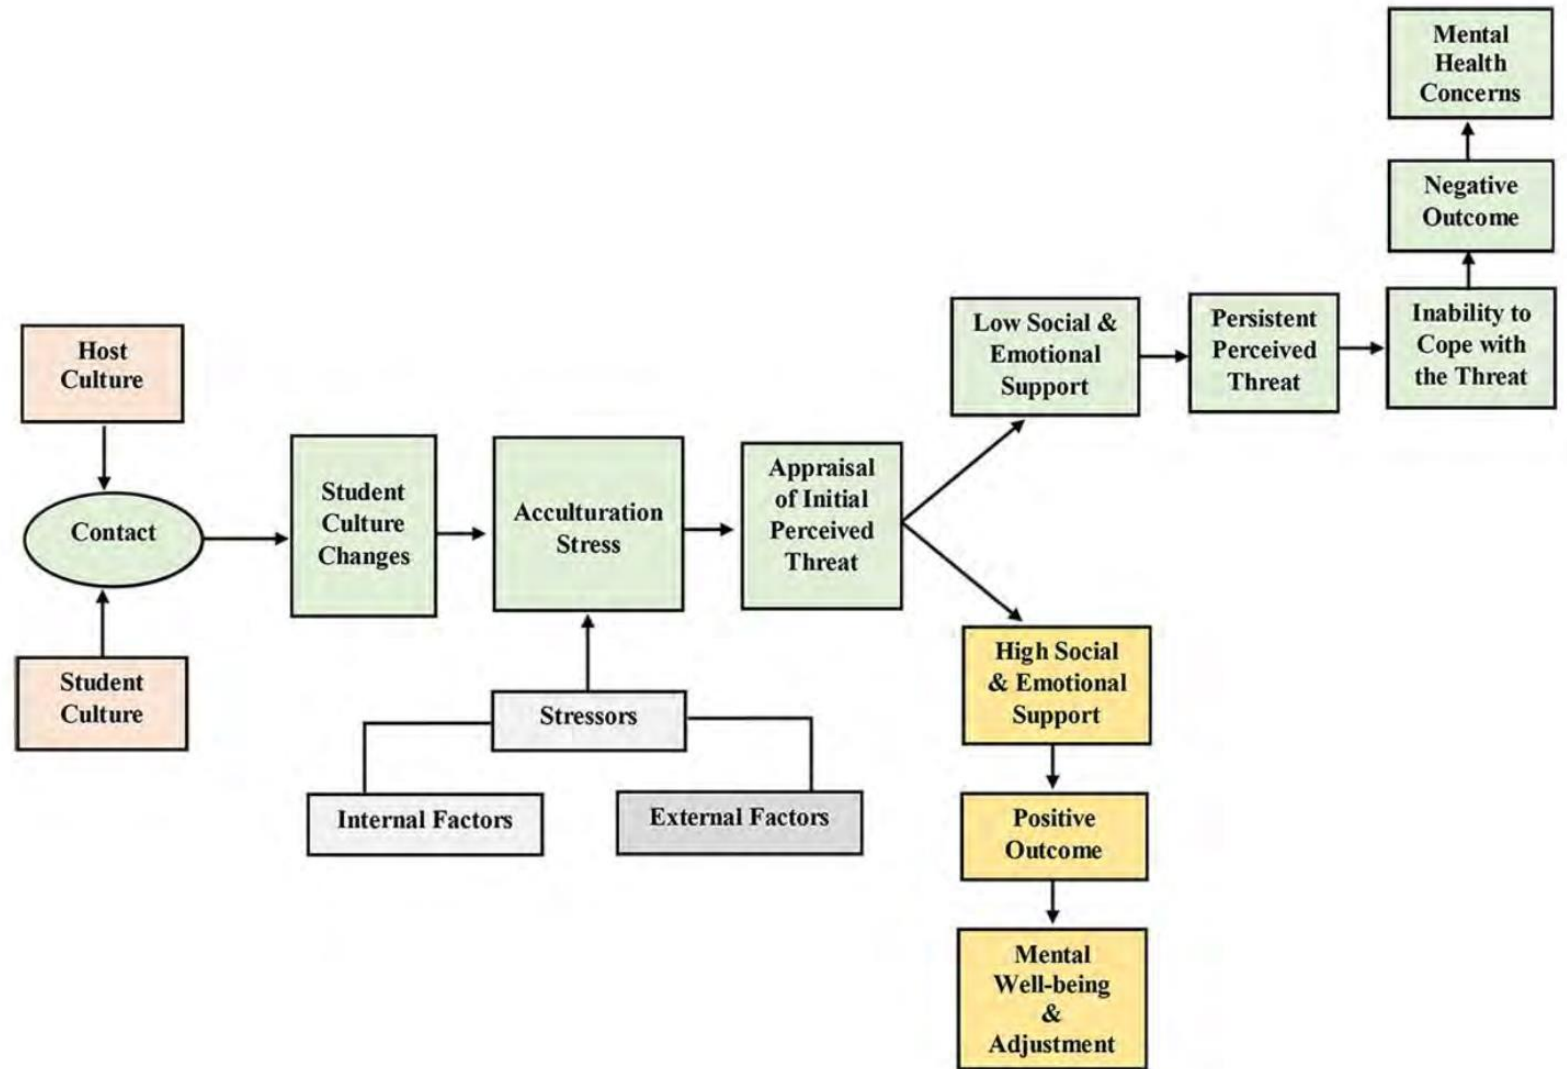 Host
Culture
Contact
Student
Culture
Student
Culture
Changes
Acculturation
Stress
Stressors
Internal Factors
External Factors
Appraisal
of Initial
Perceived
Threat
Low Social &
Emotional
Support
Persistent
Perceived
Threat
Inability to
Cope with
the Threat
Negative
Outcome
Mental
Health
Concerns
High Social
& Emotional
Support
Positive
Outcome
Mental
Well-being
&
Adjustment